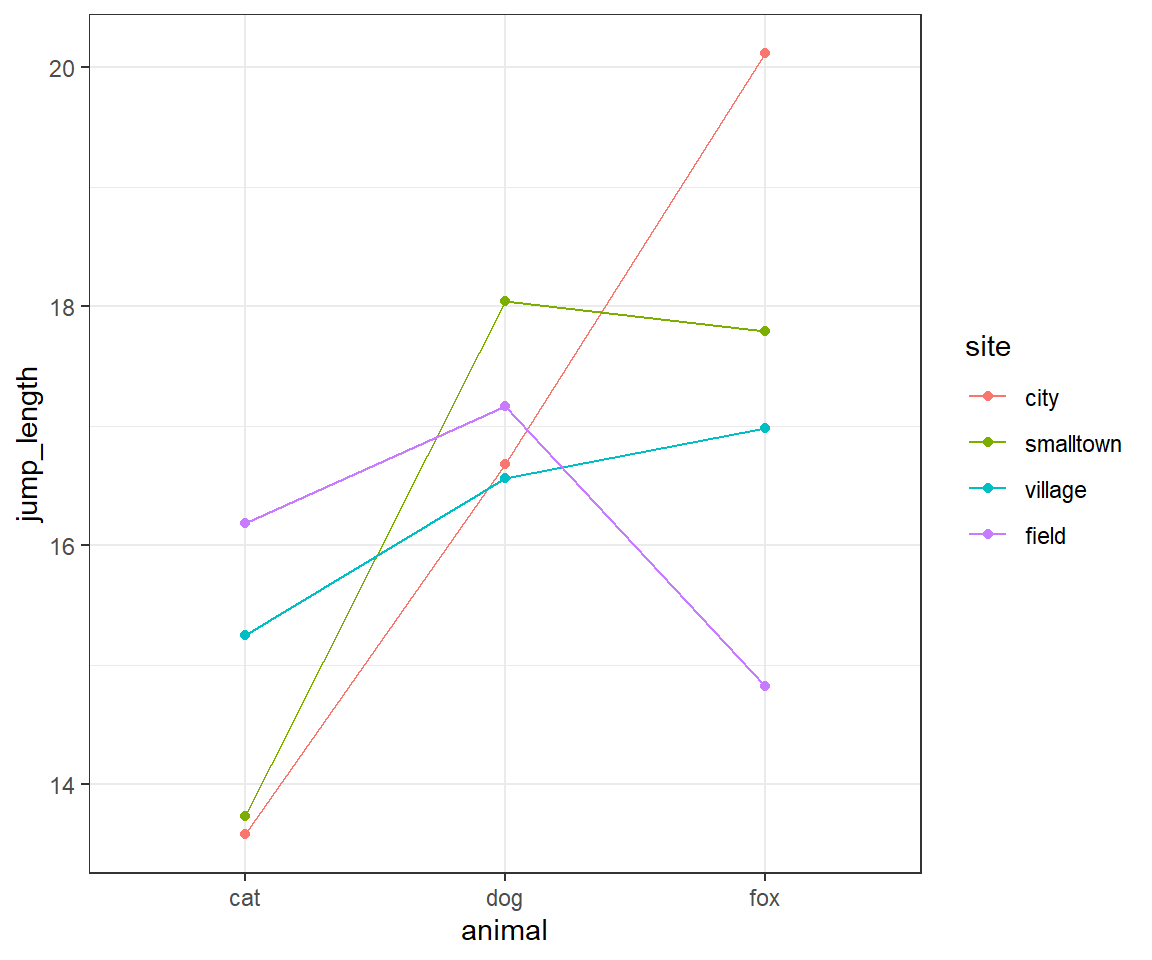 20
18
16
14
jump_length
cat dog fox
animal
site
city
smalltown
village
field